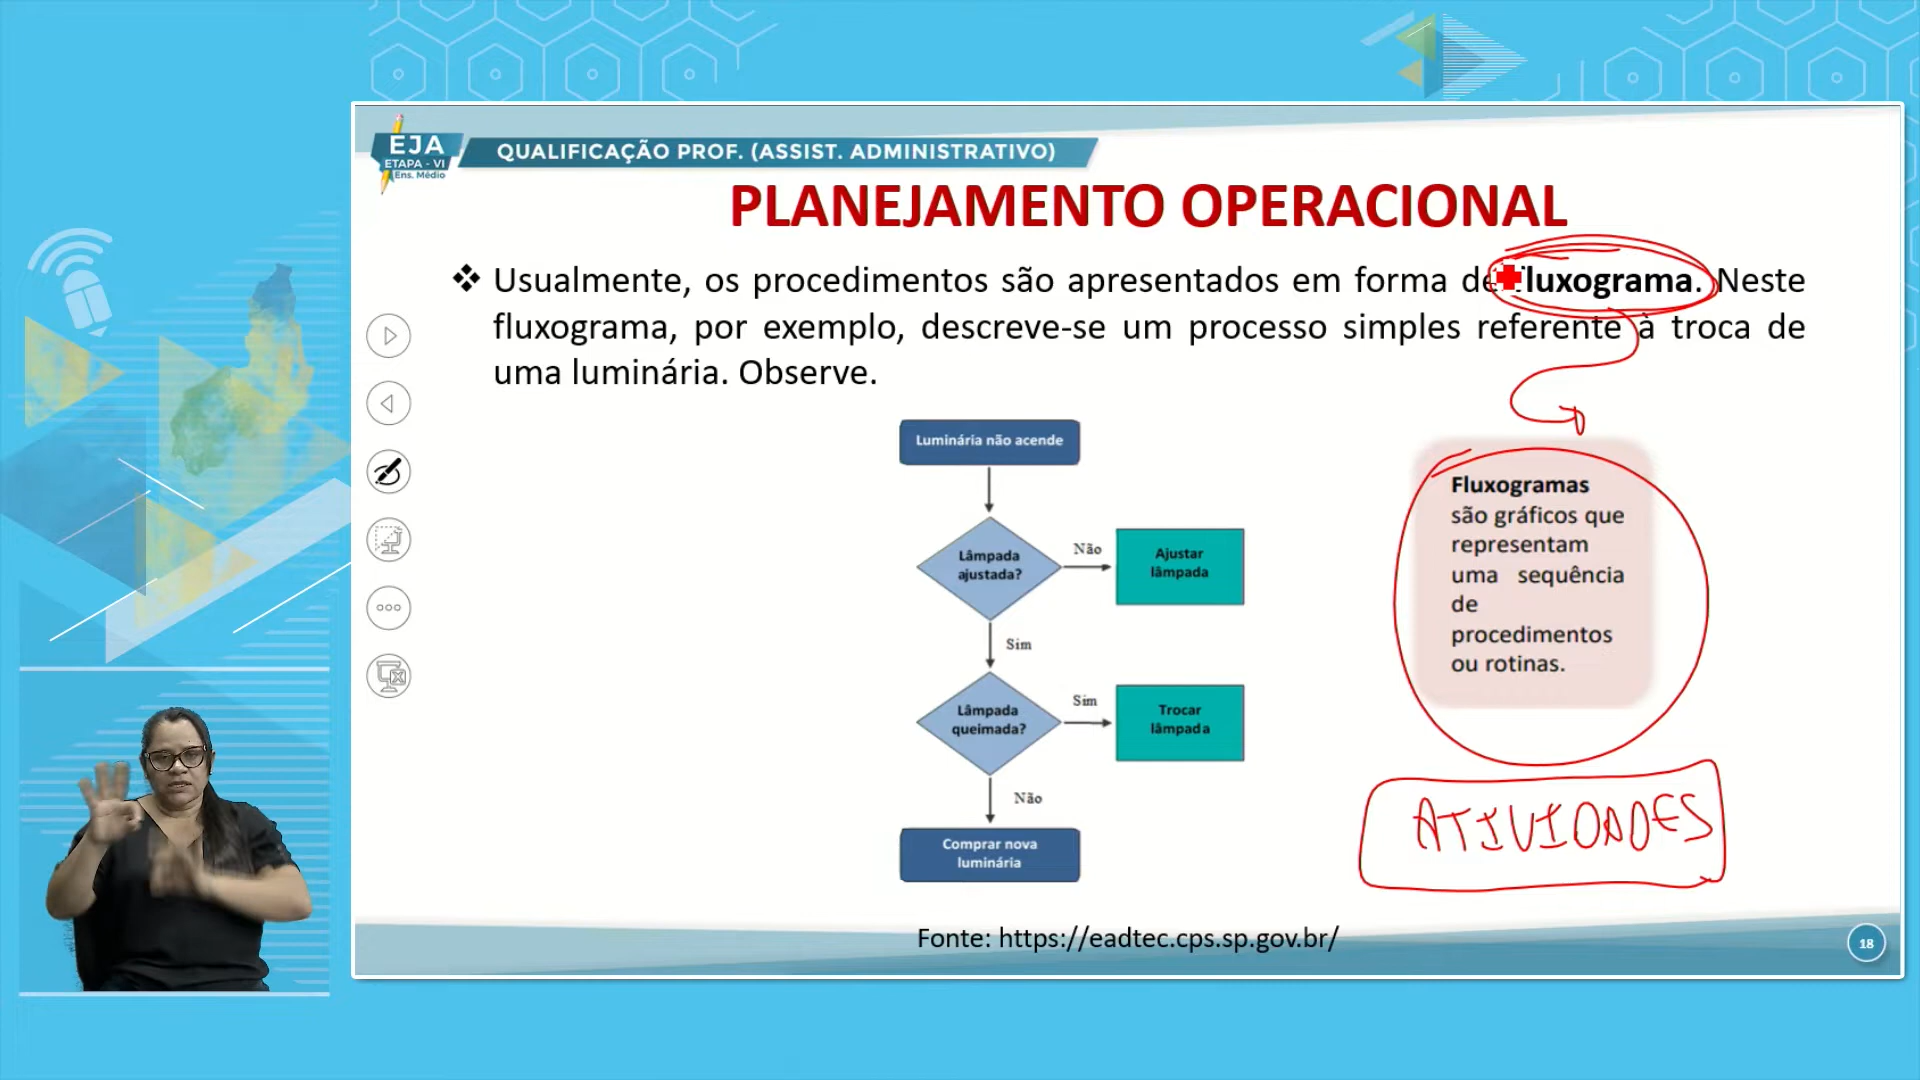 EJA
ETAPA - VI
Ens. Médio
QUALIFICAÇÃO PROF. (ASSIST. ADMINISTRATIVO)
PLANEJAMENTO OPERACIONAL
❖ Usualmente, os procedimentos são apresentados em forma de fluxograma. Neste
fluxograma, por exemplo, descreve-se um processo simples referente à troca de
uma luminária. Observe.
Luminária não acende
Lâmpada
ajustada?
Não
Ajustar
lâmpada
Sim
Lâmpada
queimada?
Sim
Trocar
lâmpada
Não
Comprar nova
luminária
Fluxogramas
são gráficos que
representam
uma sequência
de
procedimentos
ou rotinas.
ATIVIDADES
Fonte: https://eadtec.cps.sp.gov.br/
18